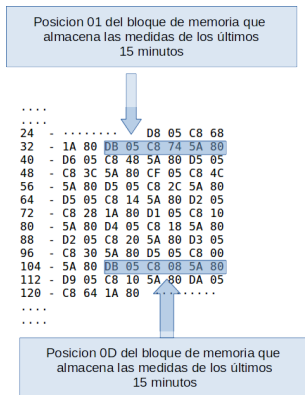 Posicion 01 del bloque de memoria que
almacena las medidas de los últimos
15 minutos
....
....
24 - ········ D8 05 C8 68
32 - 1A 80 DB 05 C8 74 5A 80
40 - D6 05 C8 48 5A 80 D5 05
48 - C8 3C 5A 80 CF 05 C8 4C
56 - 5A 80 D5 05 C8 2C 5A 80
64 - D5 05 C8 14 5A 80 D2 05
72 - C8 28 1A 80 D1 05 C8 10
80 - 5A 80 D4 05 C8 18 5A 80
88 - D2 05 C8 20 5A 80 D3 05
96 - C8 30 5A 80 D5 05 C8 00
104 - 5A 80 DB 05 C8 08 5A 80
112 - D9 05 C8 10 5A 80 DA 05
120 - C8 64 1A 80 ·········
....
....
Posicion 0D del bloque de memoria que
almacena las medidas de los últimos
15 minutos